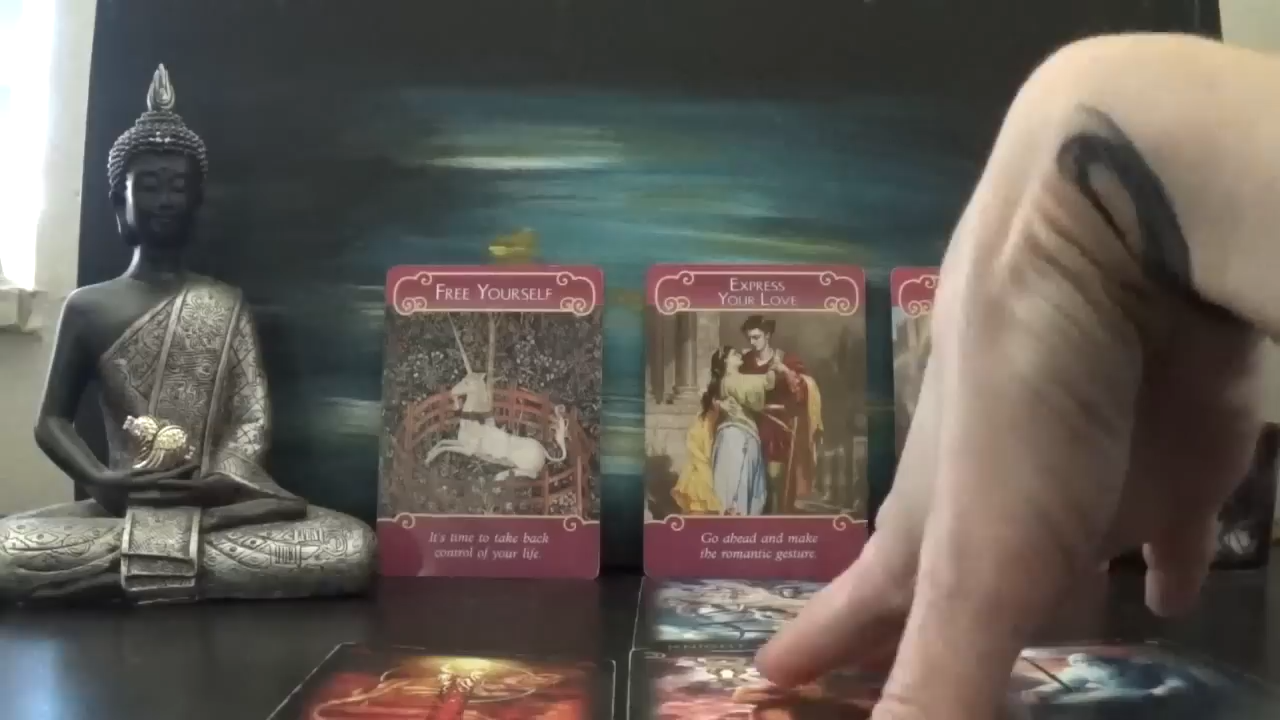 FREE YOURSELF
EXPRESS
YOUR LOVE
It's time to take back
control of your life.
Go ahead and make
the romantic gesture.